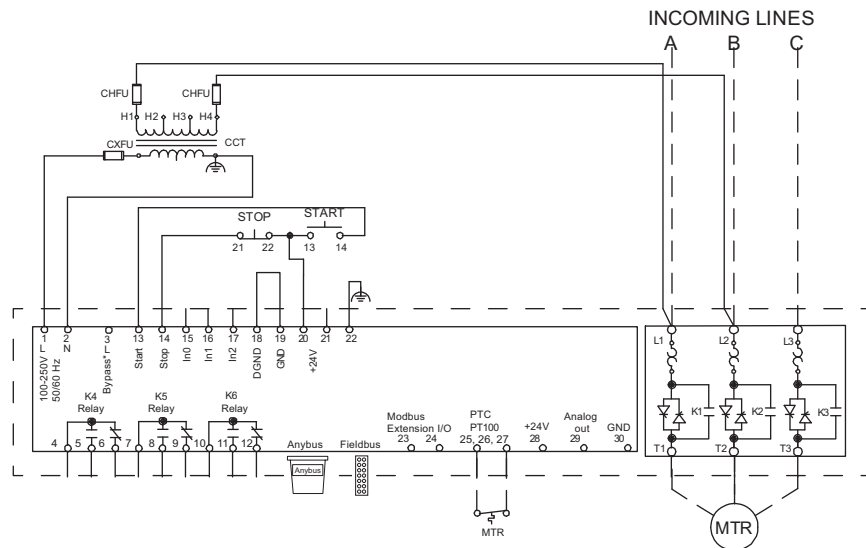 INCOMING LINES
A B C
CHFU CHFU
H1 H2 H3 H4
CXFU CCT
STOP START
21 22 13 14
1 2 3 13 14 15 16 17 18 19 20 21 22
100-250V
50/60 Hz
L
N
Bypass* L
Start
Stop
In0
In1
In2
DGND
GND
+24V
K4
Relay
K5
Relay
K6
Relay
4 5 6 7 8 9 10 11 12
Anybus
Anybus
Fieldbus
Modbus
Extension I/O
23 24
PTC
PT100
25, 26, 27
+24V
28
Analog
out
29
GND
30
MTR
L1 L2 L3
K1 K2 K3
T1 T2 T3
MTR